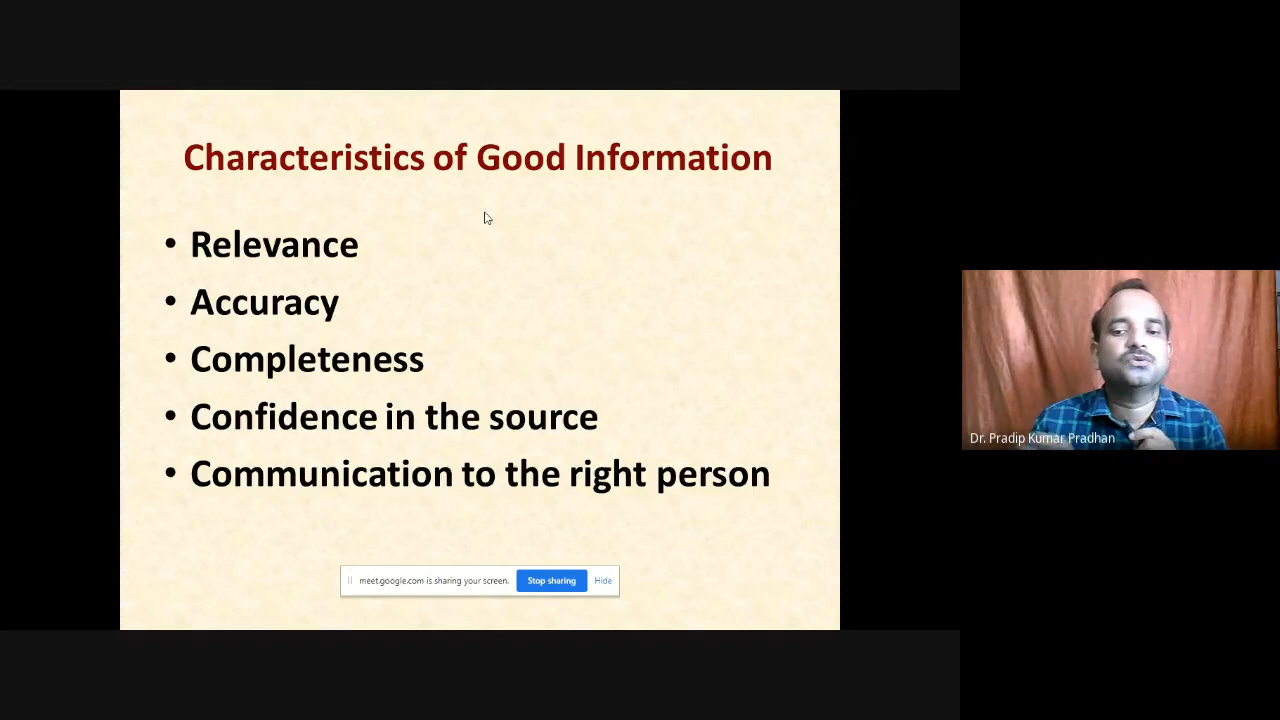 Characteristics of Good Information
• Relevance
• Accuracy
• Completeness
• Confidence in the source
• Communication to the right person
meet.google.com is sharing your screen. Stop sharing Hide
Dr. Pradip Kumar Pradhan